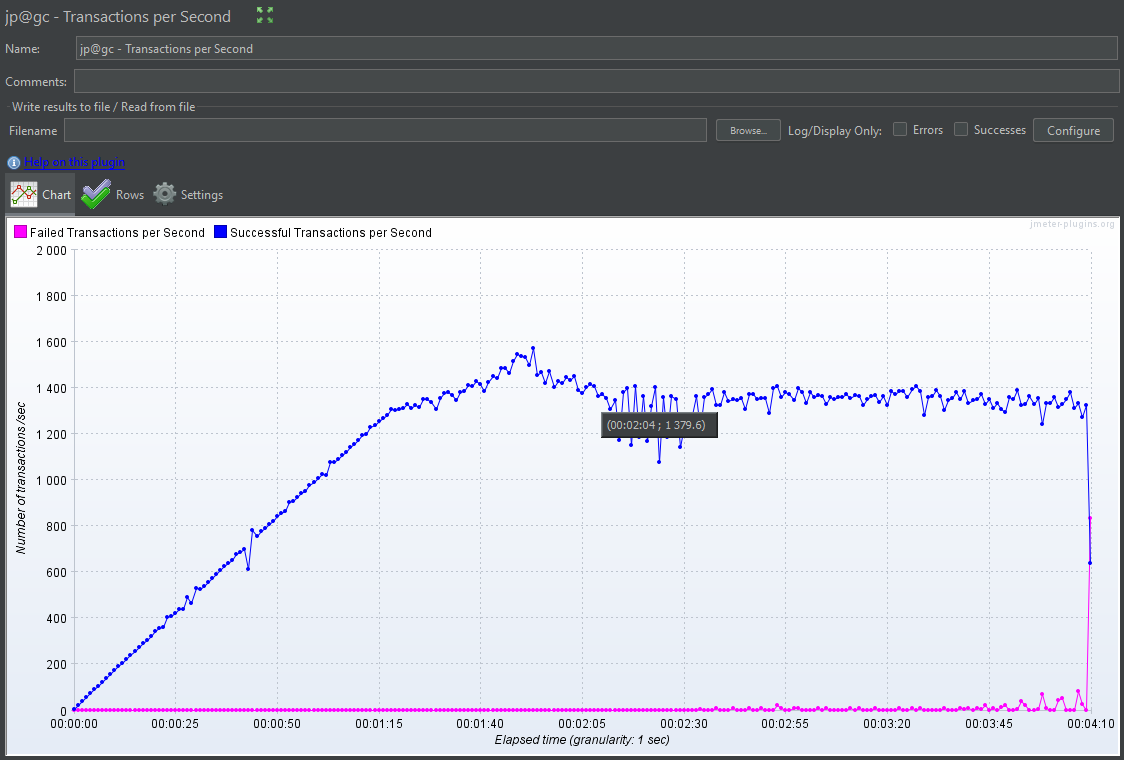 jp@gc - Transactions per Second
Name: jp@gc - Transactions per Second
Comments:
Write results to file / Read from file
Filename Browse... Log/Display Only: Errors Successes Configure
Help on this plugin
Chart Rows Settings
jmeter-plugins.org
Failed Transactions per Second Successful Transactions per Second
2 000
1 800
1 600
1 400
1 200
1 000
800
600
400
200
0
Number of transactions /sec
(00:02:04 ; 1 379.6)
00:00:00 00:00:25 00:00:50 00:01:15 00:01:40 00:02:05 00:02:30 00:02:55 00:03:20 00:03:45 00:04:10
Elapsed time (granularity: 1 sec)